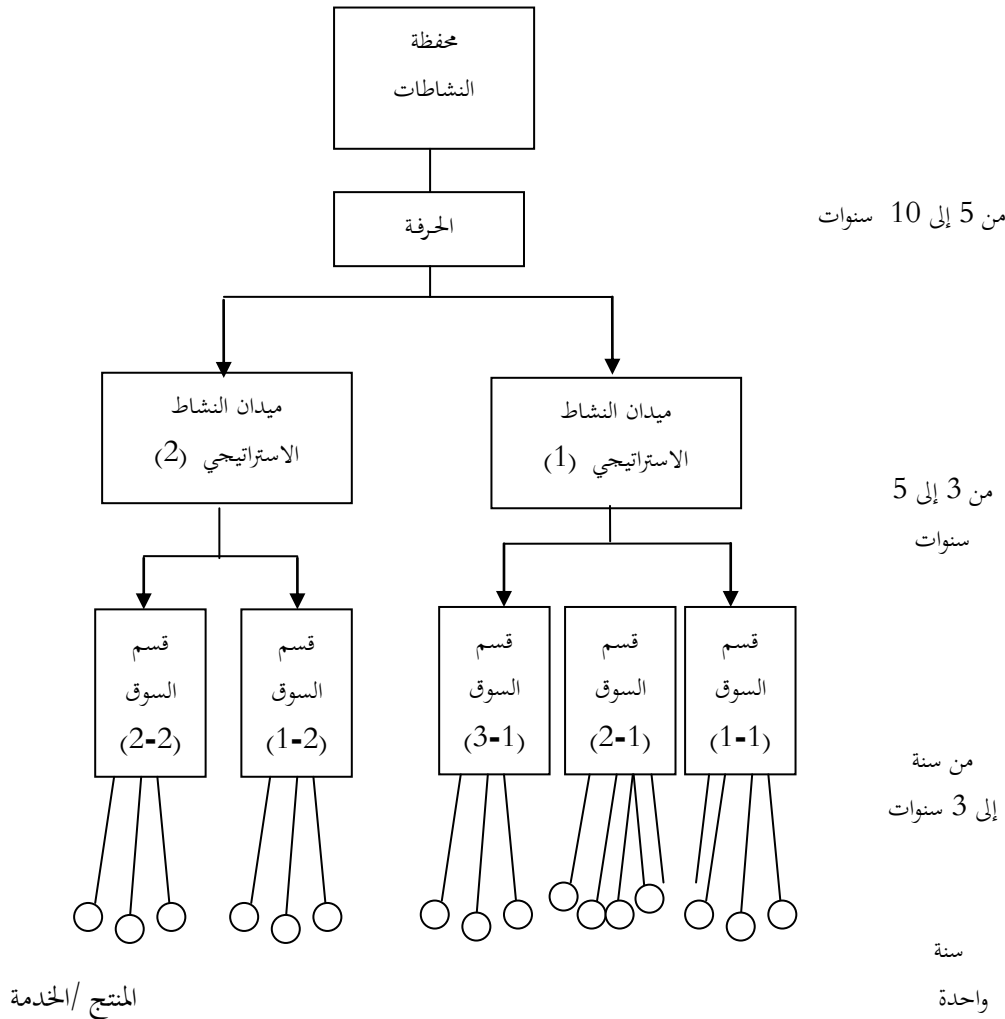 محفظة
النشاطات
الحرفة
من 5 إلى 10 سنوات
ميدان النشاط
الاستراتيجي (1)
ميدان النشاط
الاستراتيجي (2)
من 3 إلى 5
سنوات
قسم
السوق
(1-1)
قسم
السوق
(2-1)
قسم
السوق
(3-1)
قسم
السوق
(1-2)
قسم
السوق
(2-2)
من سنة
إلى 3 سنوات
سنة
واحدة
المنتج /الخدمة